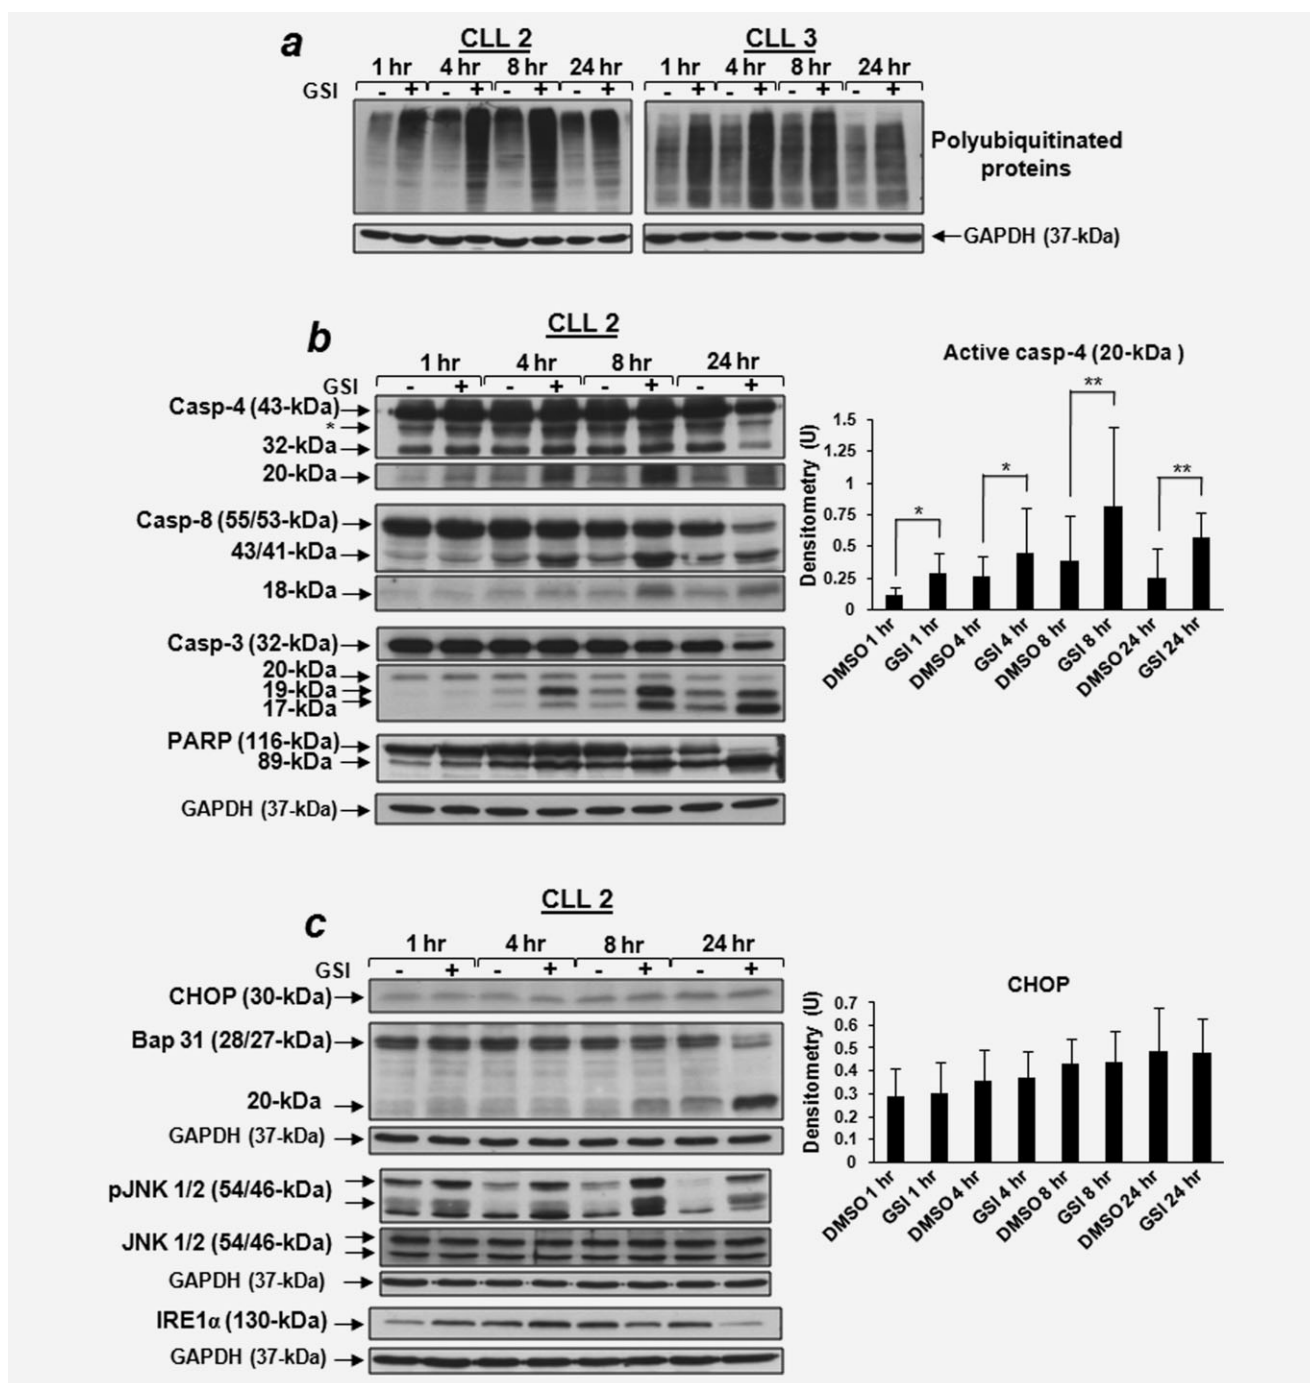 a
CLL 2 CLL 3
1 hr 4 hr 8 hr 24 hr 1 hr 4 hr 8 hr 24 hr
GSI - + - + - + - + - + - + - + - +
Polyubiquitinated
proteins
GAPDH (37-kDa)
b
CLL 2
1 hr 4 hr 8 hr 24 hr
GSI - + - + - + - +
Casp-4 (43-kDa)
*
32-kDa
20-kDa
Casp-8 (55/53-kDa)
43/41-kDa
18-kDa
Casp-3 (32-kDa)
20-kDa
19-kDa
17-kDa
PARP (116-kDa)
89-kDa
GAPDH (37-kDa)
Active casp-4 (20-kDa )
Densitometry (U)
1.5
1.25
1
0.75
0.5
0.25
0
* * ** **
DMSO 1 hr
GSI 1 hr
DMSO 4 hr
GSI 4 hr
DMSO 8 hr
GSI 8 hr
DMSO 24 hr
GSI 24 hr
c
CLL 2
1 hr 4 hr 8 hr 24 hr
GSI - + - + - + - +
CHOP (30-kDa)
Bap 31 (28/27-kDa)
20-kDa
GAPDH (37-kDa)
pJNK 1/2 (54/46-kDa)
JNK 1/2 (54/46-kDa)
GAPDH (37-kDa)
IRE1α (130-kDa)
GAPDH (37-kDa)
CHOP
Densitometry (U)
0.7
0.6
0.5
0.4
0.3
0.2
0.1
0
DMSO 1 hr
GSI 1 hr
DMSO 4 hr
GSI 4 hr
DMSO 8 hr
GSI 8 hr
DMSO 24 hr
GSI 24 hr